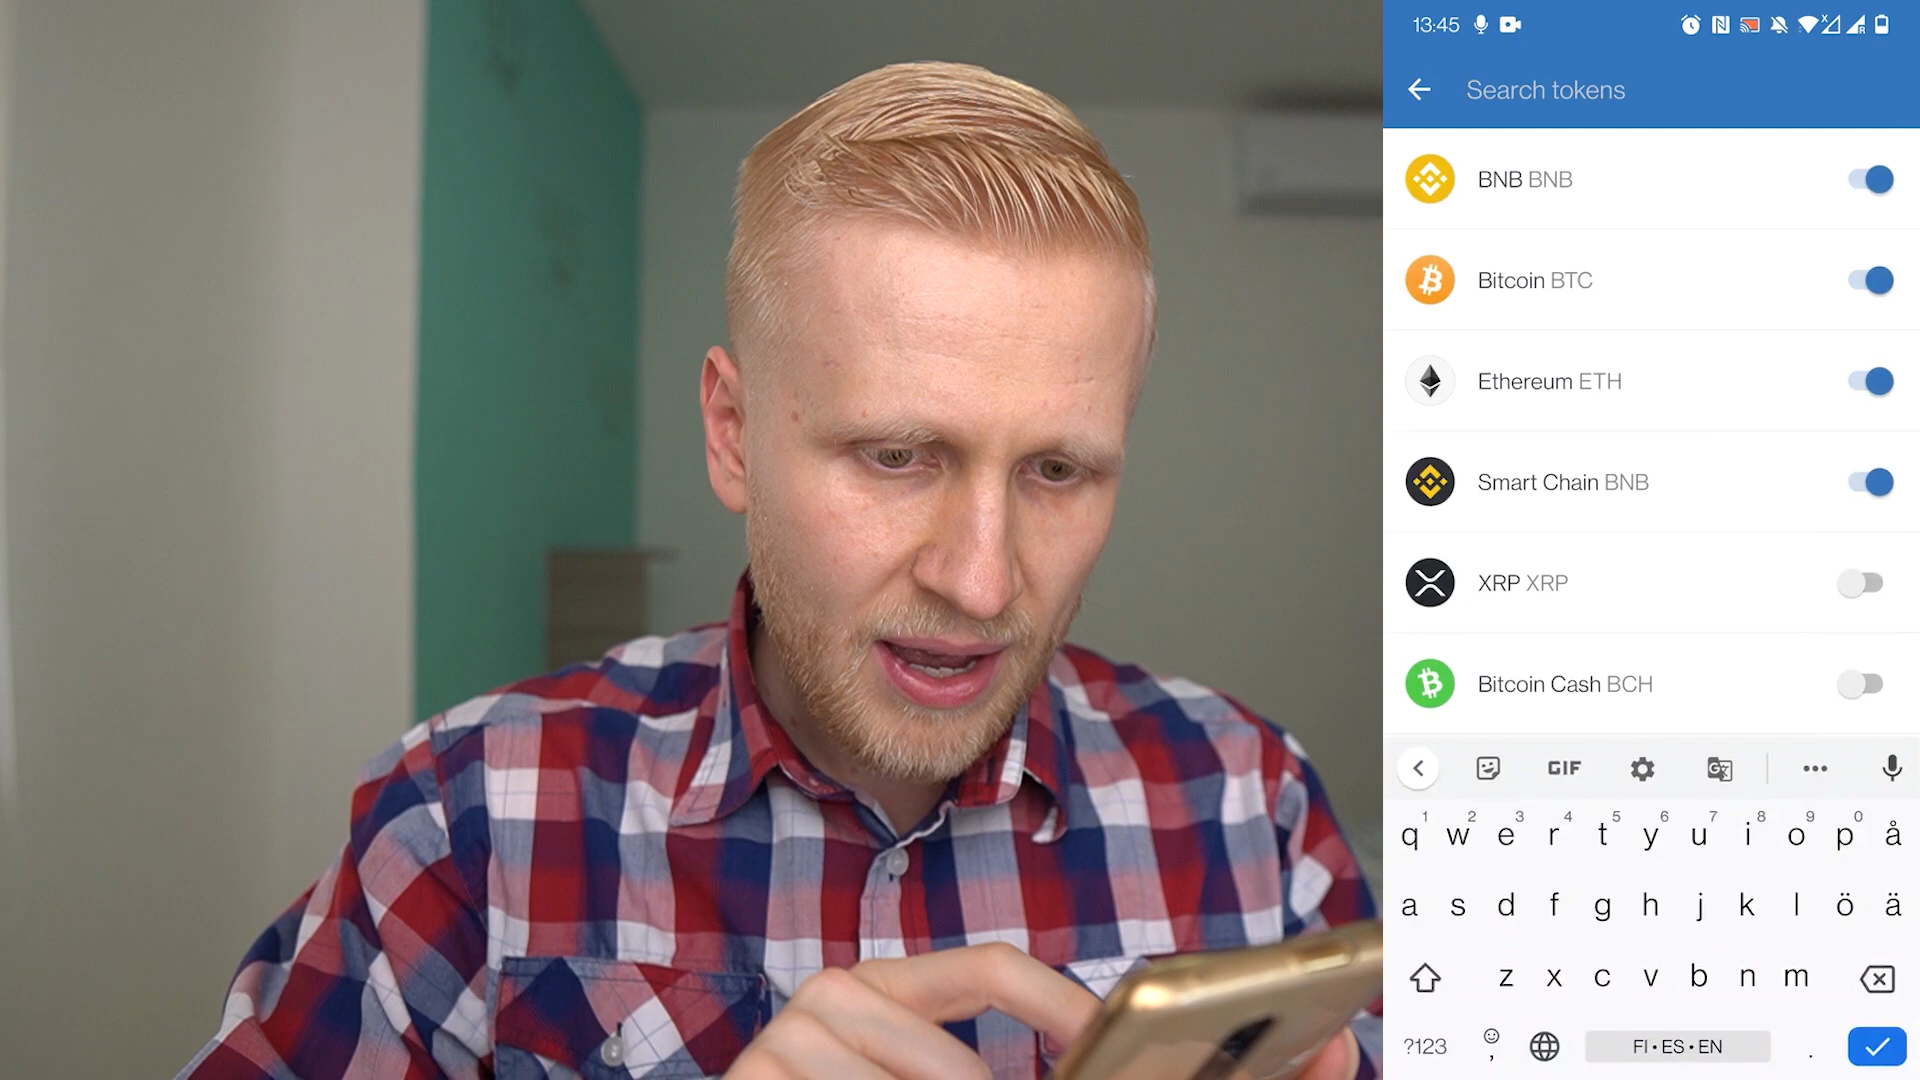 13:45
Search tokens
BNB BNB
Bitcoin BTC
Ethereum ETH
Smart Chain BNB
XRP XRP
Bitcoin Cash BCH
GIF
1 2 3 4 5 6 7 8 9 0
q w e r t y u i o p å
a s d f g h j k l ö ä
z x c v b n m
?123 , FI • ES • EN .